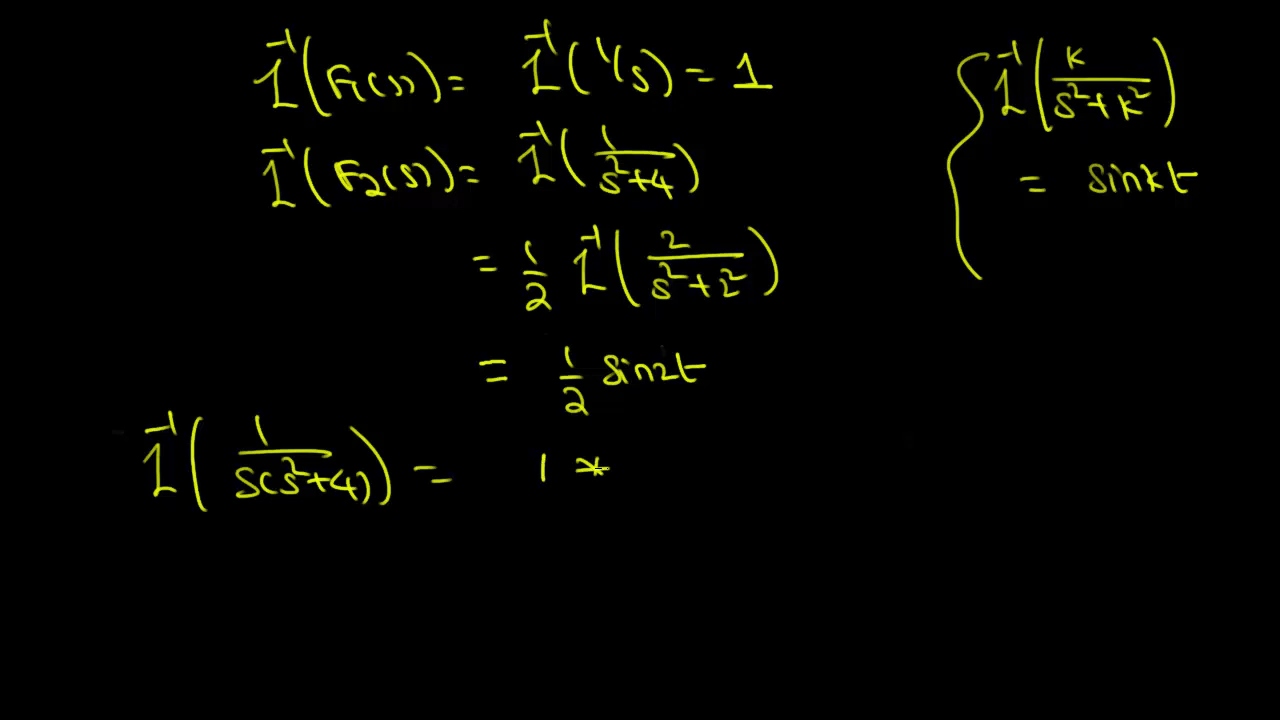 L⁻¹(F₁(s)) = L⁻¹(1/s) = 1
L⁻¹(F₂(s)) = L⁻¹(1/(s²+4))
= 1/2 L⁻¹(2/(s²+2²))
= 1/2 sin2t
L⁻¹(1/(s(s²+4))) = 1 *
{ L⁻¹(k/(s²+k²))
= sinkt